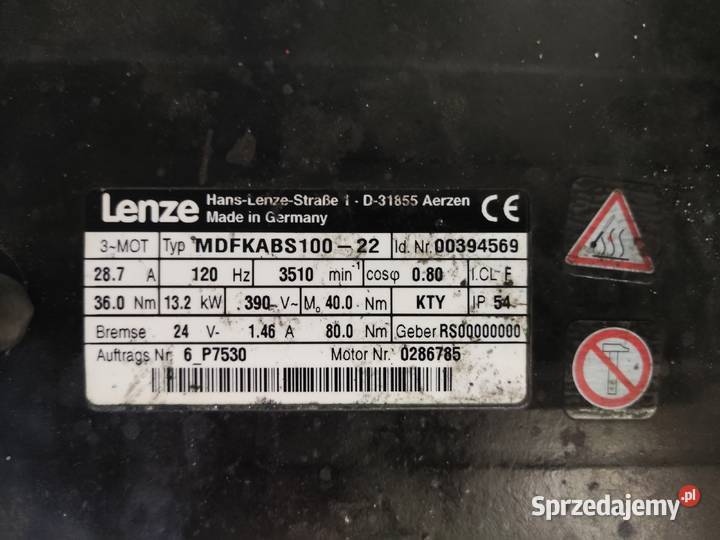 Lenze Hans-Lenze-Straße 1 - D-31855 Aerzen
Made in Germany CE
3~MOT Typ MDFKABS100-22 Id. Nr. 00394569
28.7 A 120 Hz 3510 min⁻¹ cosφ 0.80 I.CL F
36.0 Nm 13.2 kW 390 V~ M₀ 40.0 Nm KTY IP 54
Bremse 24 V- 1.46 A 80.0 Nm Geber RS00000000
Auftrags Nr. 6_P7530 Motor Nr. 0286785
Sprzedajemy.pl